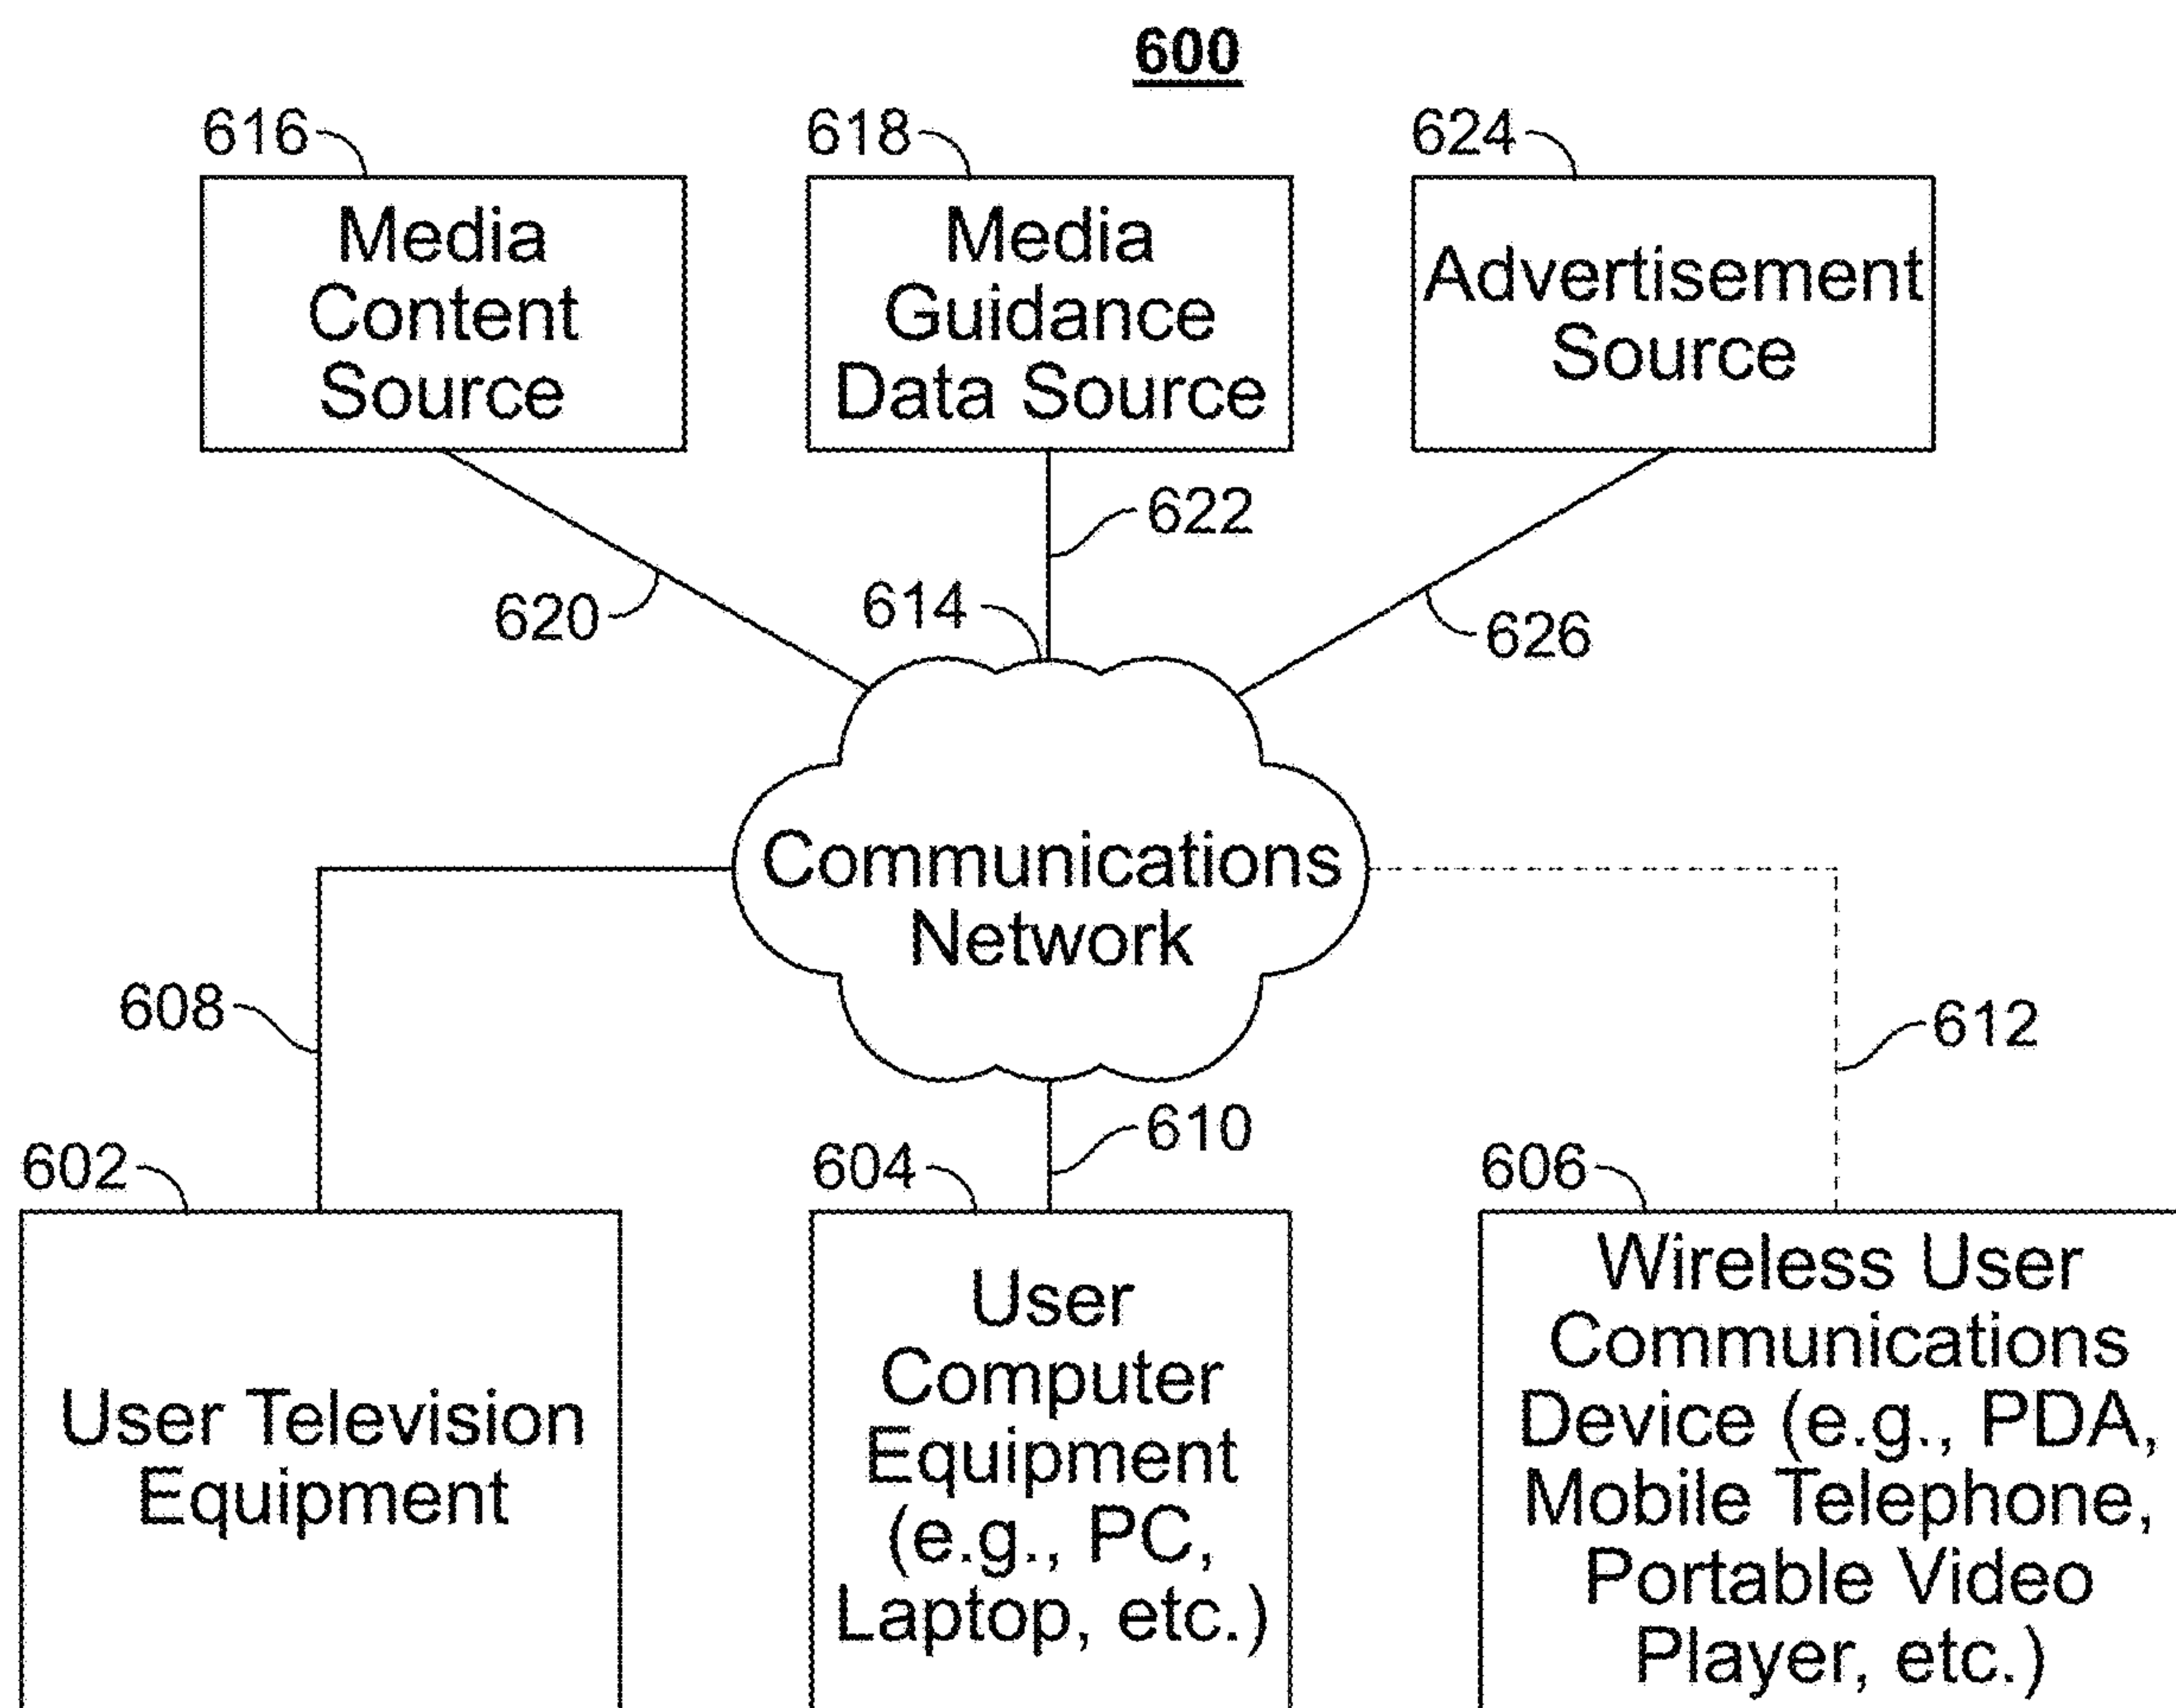 600
616
618
624
Media
Content
Source
Media
Guidance
Data Source
Advertisement
Source
622
620
614
626
Communications
Network
608
612
610
602
604
606
User Television
Equipment
User
Computer
Equipment
(e.g., PC,
Laptop, etc.)
Wireless User
Communications
Device (e.g., PDA,
Mobile Telephone,
Portable Video
Player, etc.)